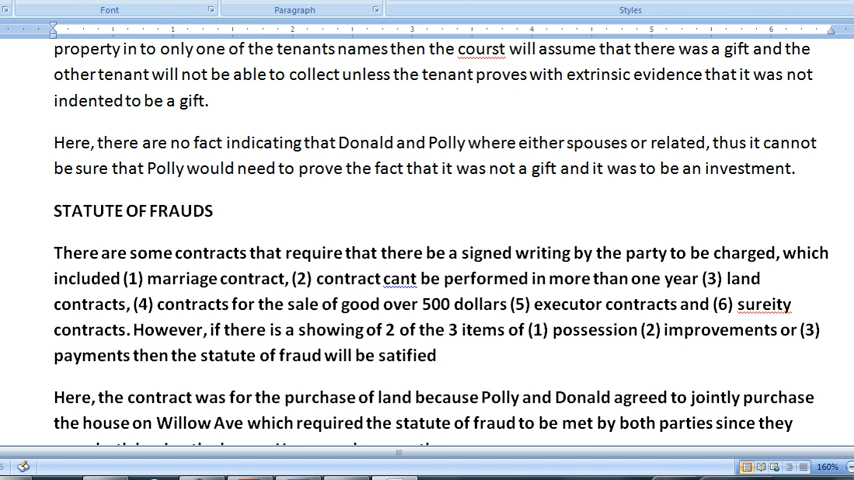 Font
Paragraph
Styles
1
2
3
4
5
6
property in to only one of the tenants names then the courst will assume that there was a gift and the
other tenant will not be able to collect unless the tenant proves with extrinsic evidence that it was not
indented to be a gift.
Here, there are no fact indicating that Donald and Polly where either spouses or related, thus it cannot
be sure that Polly would need to prove the fact that it was not a gift and it was to be an investment.
STATUTE OF FRAUDS
There are some contracts that require that there be a signed writing by the party to be charged, which
included (1) marriage contract, (2) contract cant be performed in more than one year (3) land
contracts, (4) contracts for the sale of good over 500 dollars (5) executor contracts and (6) sureity
contracts. However, if there is a showing of 2 of the 3 items of (1) possession (2) improvements or (3)
payments then the statute of fraud will be satified
Here, the contract was for the purchase of land because Polly and Donald agreed to jointly purchase
the house on Willow Ave which required the statute of fraud to be met by both parties since they
160%